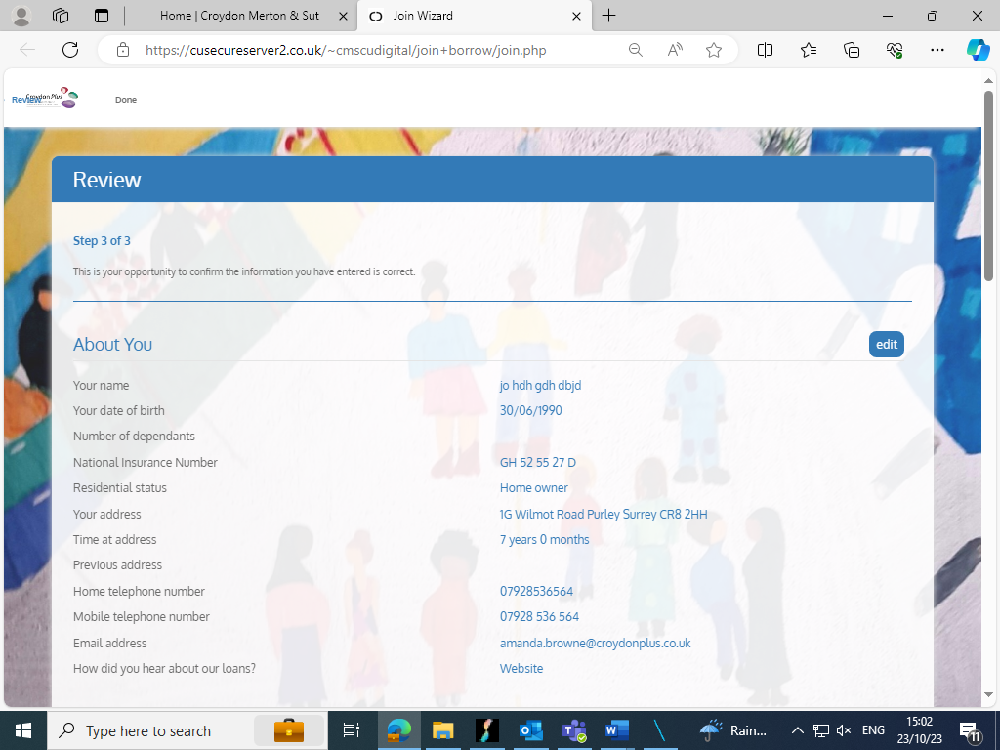 Home | Croydon Merton & Sut
Join Wizard
https://cusecureserver2.co.uk/~cmscudigital/join+borrow/join.php
Review
Croydon Plus
Done
Review
Step 3 of 3
This is your opportunity to confirm the information you have entered is correct.
About You
edit
Your name jo hdh gdh dbjd
Your date of birth 30/06/1990
Number of dependants
National Insurance Number GH 52 55 27 D
Residential status Home owner
Your address 1G Wilmot Road Purley Surrey CR8 2HH
Time at address 7 years 0 months
Previous address
Home telephone number 07928536564
Mobile telephone number 07928 536 564
Email address amanda.browne@croydonplus.co.uk
How did you hear about our loans? Website
Type here to search
Rain...
ENG
15:02
23/10/23
11